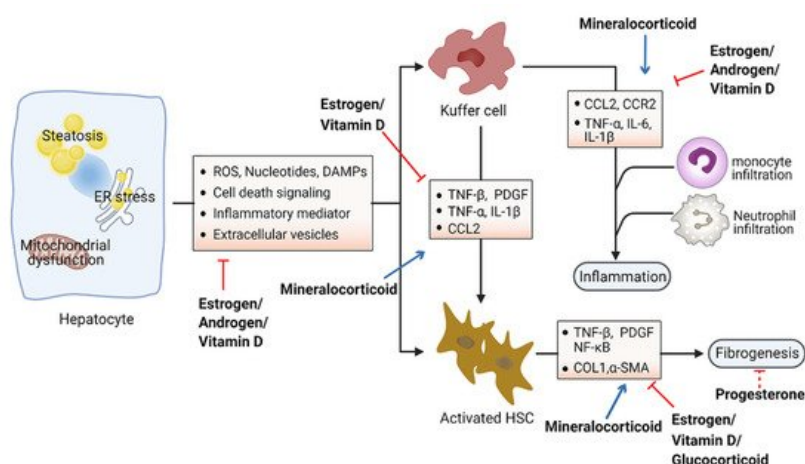 Mineralocorticoid
Estrogen/
Androgen/
Vitamin D
Kuffer cell
• CCL2, CCR2
• TNF-α, IL-6,
IL-1β
monocyte
infiltration
Neutrophil
infiltration
Inflammation
Estrogen/
Vitamin D
• TNF-β, PDGF
• TNF-α, IL-1β
• CCL2
Mineralocorticoid
Steatosis
ER stress
Mitochondrial
dysfunction
Hepatocyte
• ROS, Nucleotides, DAMPs
• Cell death signaling
• Inflammatory mediator
• Extracellular vesicles
Estrogen/
Androgen/
Vitamin D
Activated HSC
• TNF-β, PDGF
NF-κB
• COL1,α-SMA
Fibrogenesis
Progesterone
Mineralocorticoid
Estrogen/
Vitamin D/
Glucocorticoid